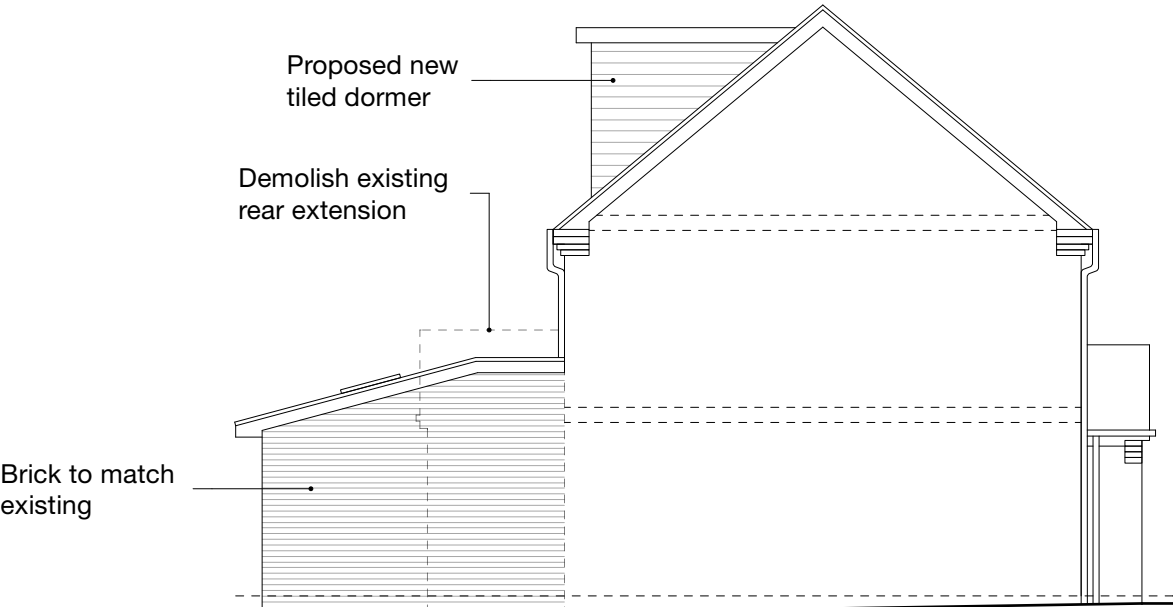 Proposed new
tiled dormer
Demolish existing
rear extension
Brick to match
existing